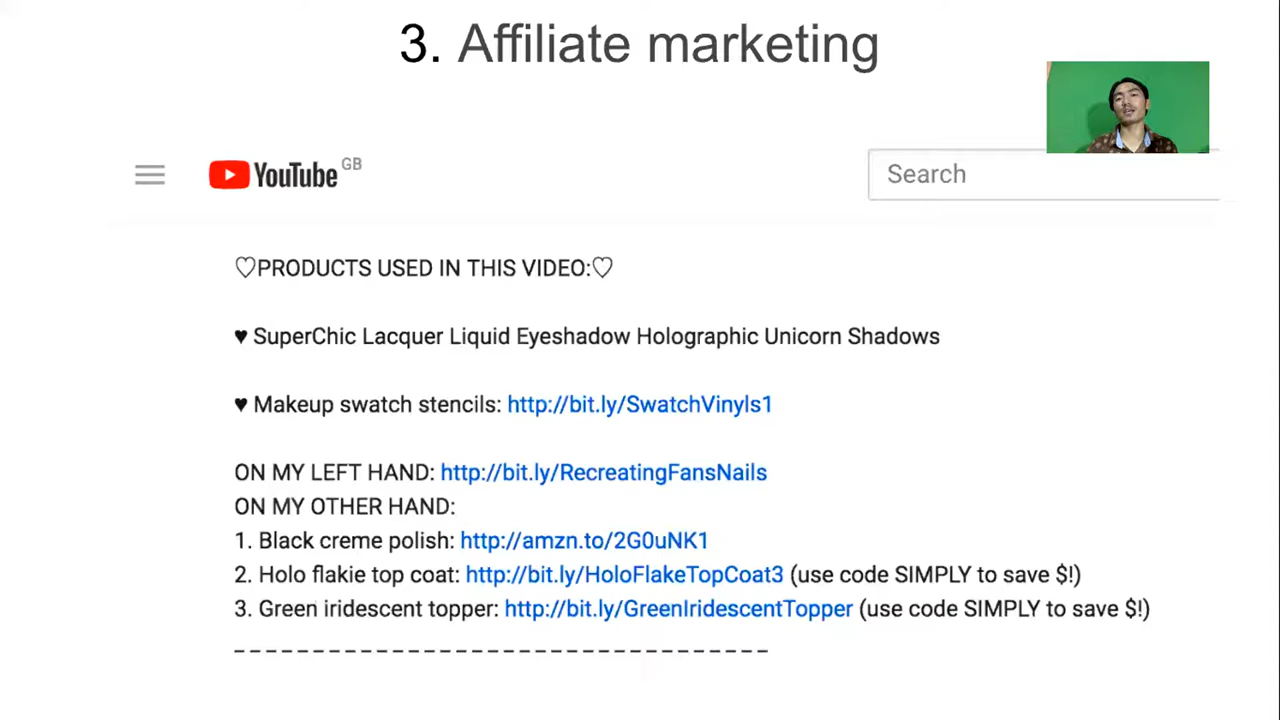 3. Affiliate marketing
YouTube GB
Search
♡PRODUCTS USED IN THIS VIDEO:♡
♥ SuperChic Lacquer Liquid Eyeshadow Holographic Unicorn Shadows
♥ Makeup swatch stencils: http://bit.ly/SwatchVinyls1
ON MY LEFT HAND: http://bit.ly/RecreatingFansNails
ON MY OTHER HAND:
1. Black creme polish: http://amzn.to/2G0uNK1
2. Holo flakie top coat: http://bit.ly/HoloFlakeTopCoat3 (use code SIMPLY to save $!)
3. Green iridescent topper: http://bit.ly/GreenIridescentTopper (use code SIMPLY to save $!)
_ _ _ _ _ _ _ _ _ _ _ _ _ _ _ _ _ _ _ _ _ _ _ _ _ _ _ _ _ _ _ _ _ _